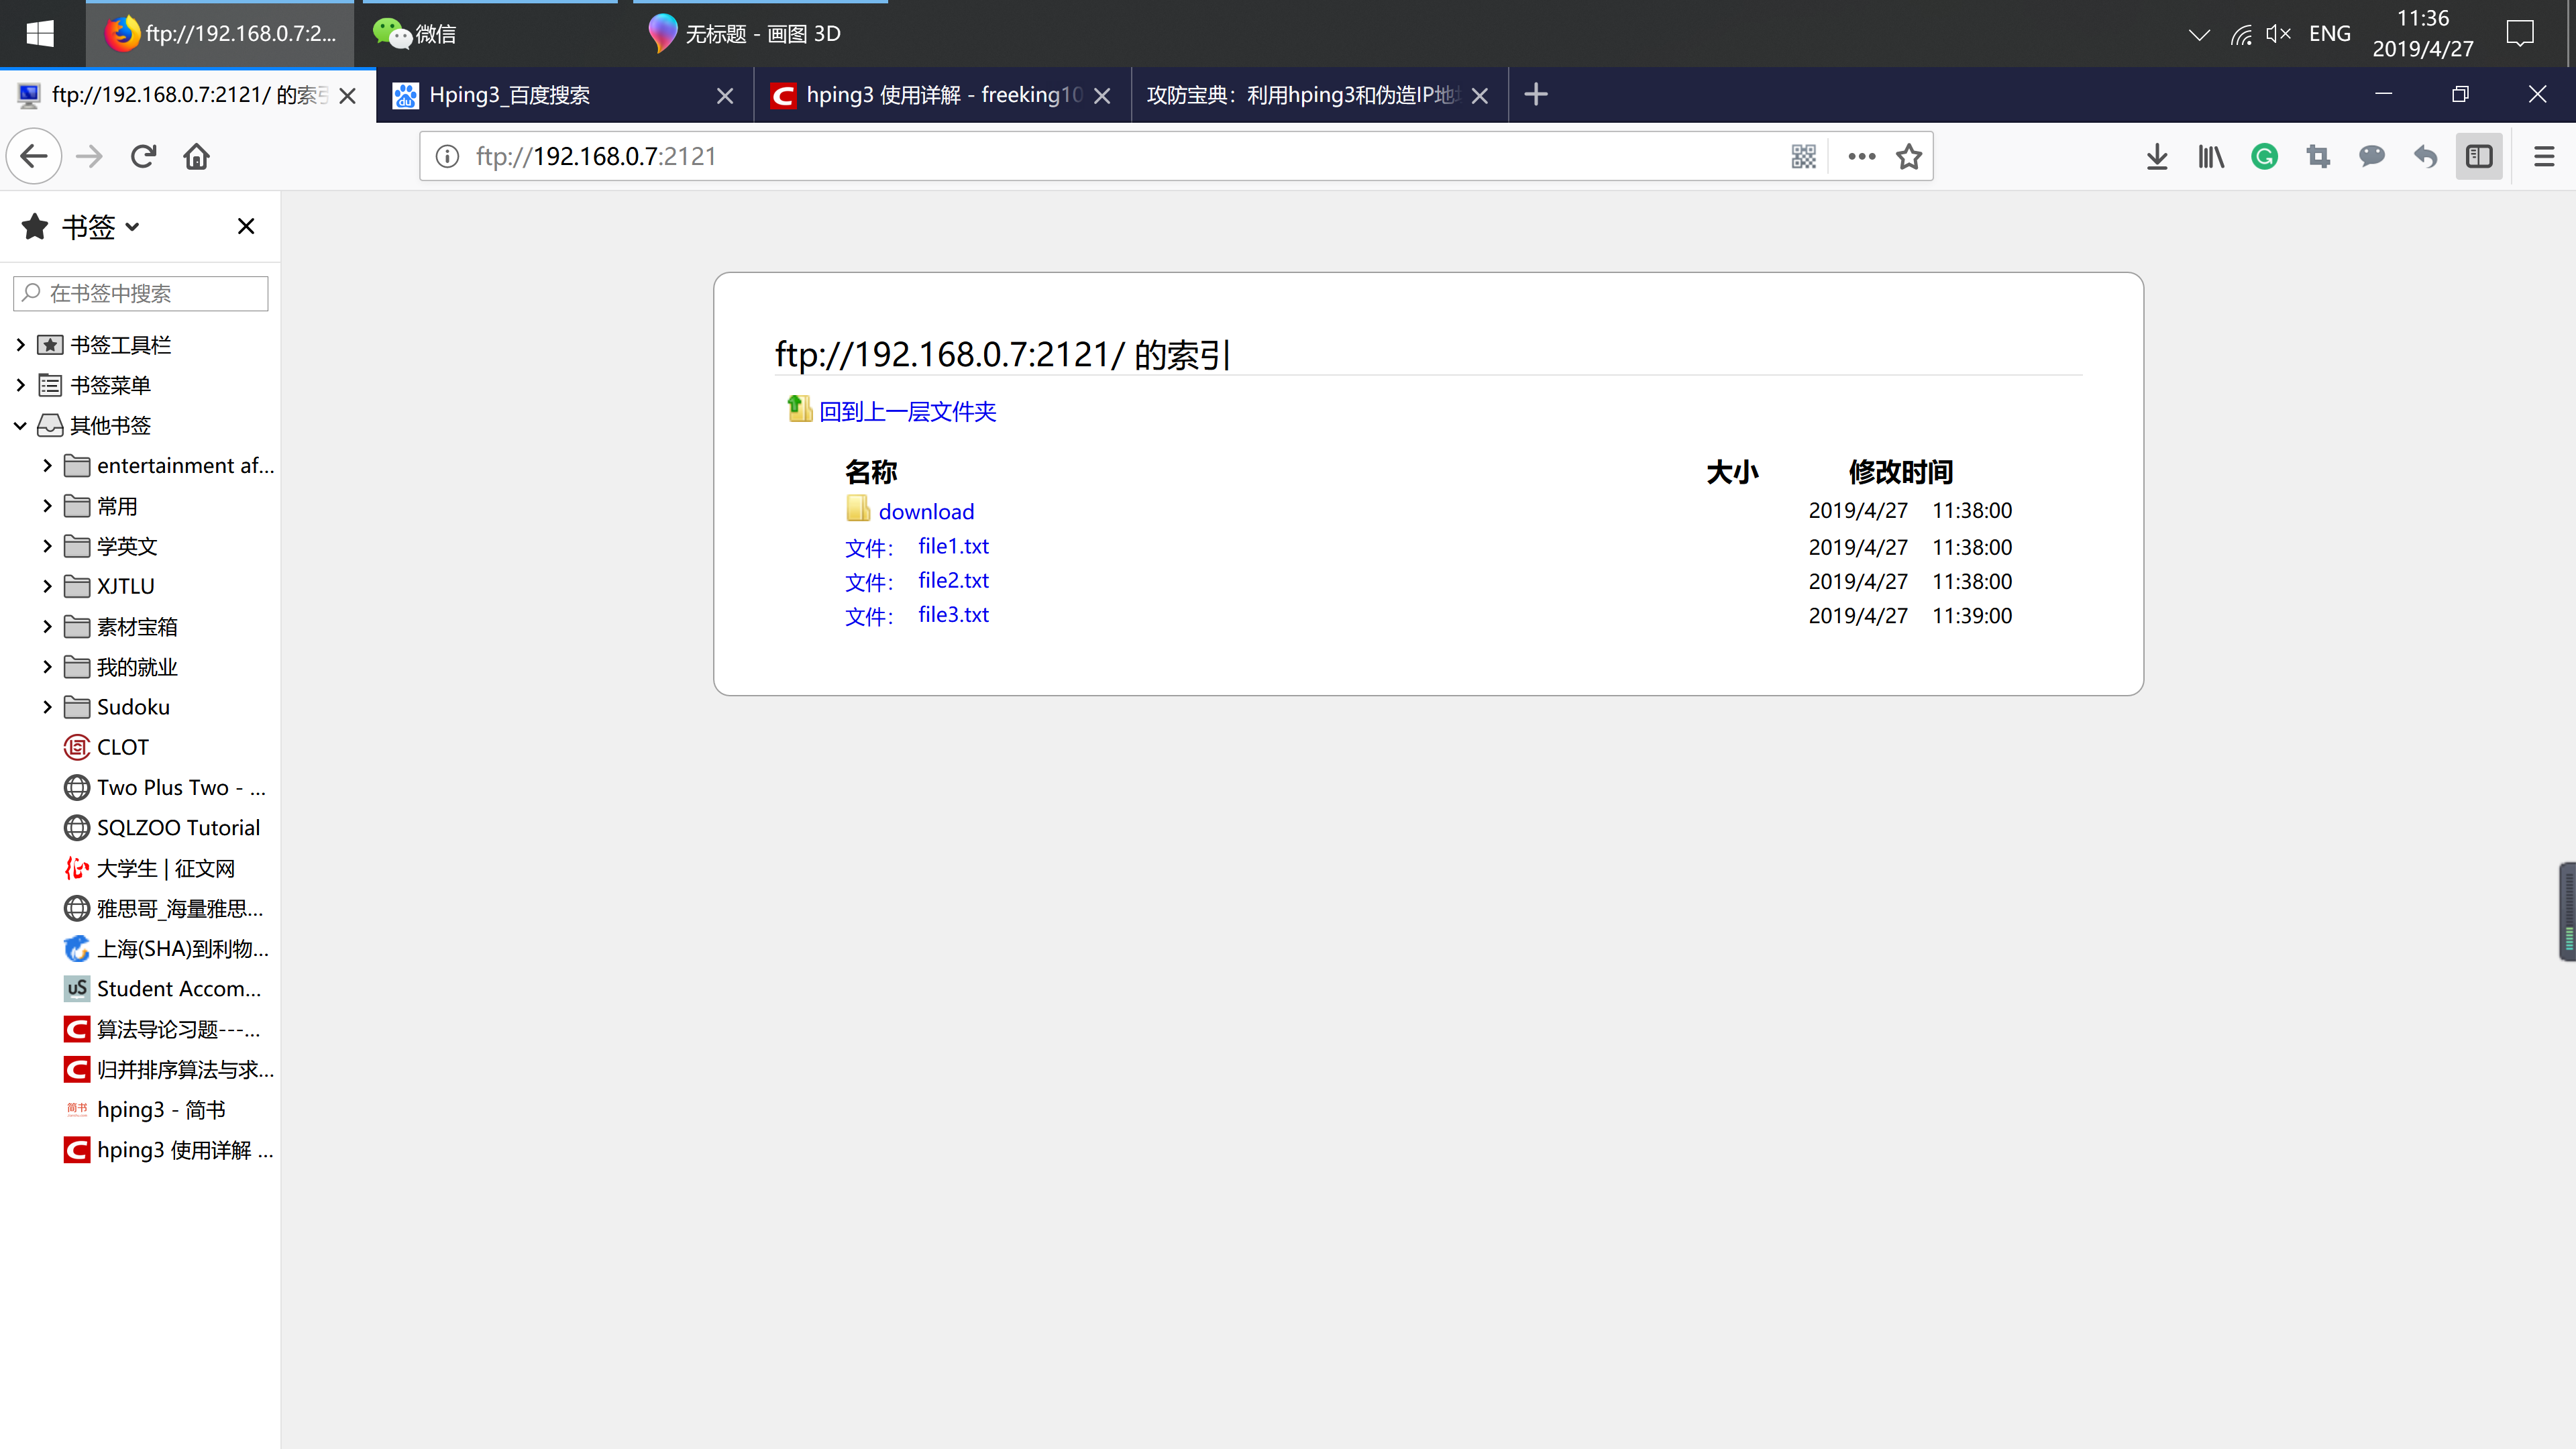 ftp://192.168.0.7:2...
微信
无标题 - 画图 3D
ENG
11:36
2019/4/27
ftp://192.168.0.7:2121/ 的索引
Hping3_百度搜索
hping3 使用详解 - freeking10
攻防宝典：利用hping3和伪造IP地
ftp://192.168.0.7:2121
书签
在书签中搜索
书签工具栏
书签菜单
其他书签
entertainment af...
常用
学英文
XJTLU
素材宝箱
我的就业
Sudoku
CLOT
Two Plus Two - ...
SQLZOO Tutorial
大学生 | 征文网
雅思哥_海量雅思...
上海(SHA)到利物...
Student Accom...
算法导论习题---...
归并排序算法与求...
hping3 - 简书
hping3 使用详解 ...
ftp://192.168.0.7:2121/ 的索引
回到上一层文件夹
名称 大小 修改时间
download 2019/4/27 11:38:00
文件： file1.txt 2019/4/27 11:38:00
文件： file2.txt 2019/4/27 11:38:00
文件： file3.txt 2019/4/27 11:39:00